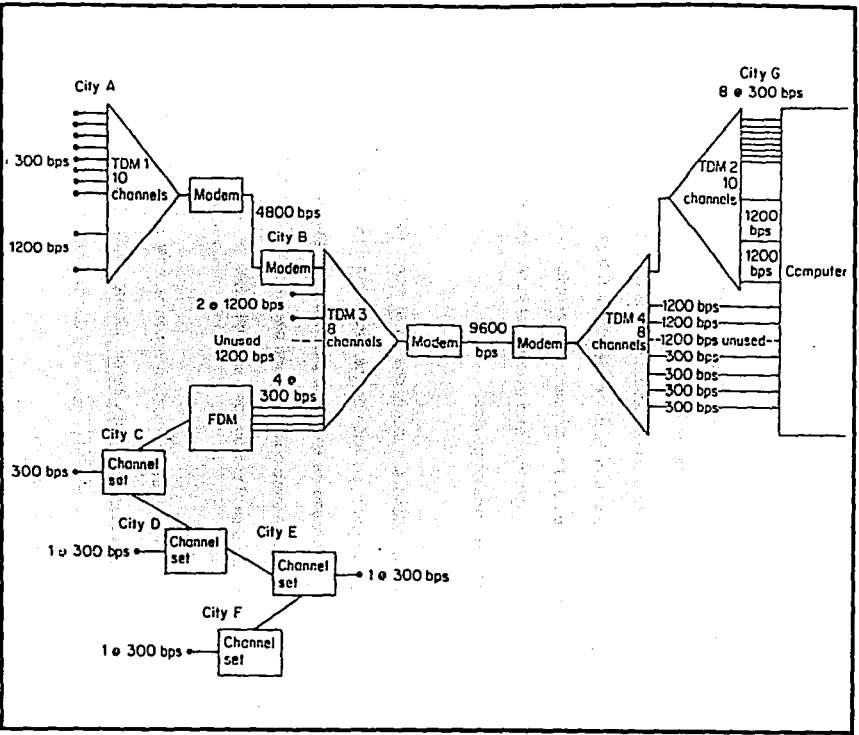 City A
300 bps
1200 bps
TDM 1
10
channels
Modem
4800 bps
City B
Modem
2 @ 1200 bps
Unused
1200 bps
4 @
300 bps
TDM 3
8
channels
Modem
9600
bps
Modem
TDM 4
8
channels
City G
8 @ 300 bps
TDM 2
10
channels
1200
bps
1200
bps
Computer
1200 bps
1200 bps
1200 bps unused
300 bps
300 bps
300 bps
300 bps
FDM
City C
300 bps
Channel
set
City D
1 @ 300 bps
Channel
set
City E
Channel
set
1 @ 300 bps
City F
1 @ 300 bps
Channel
set